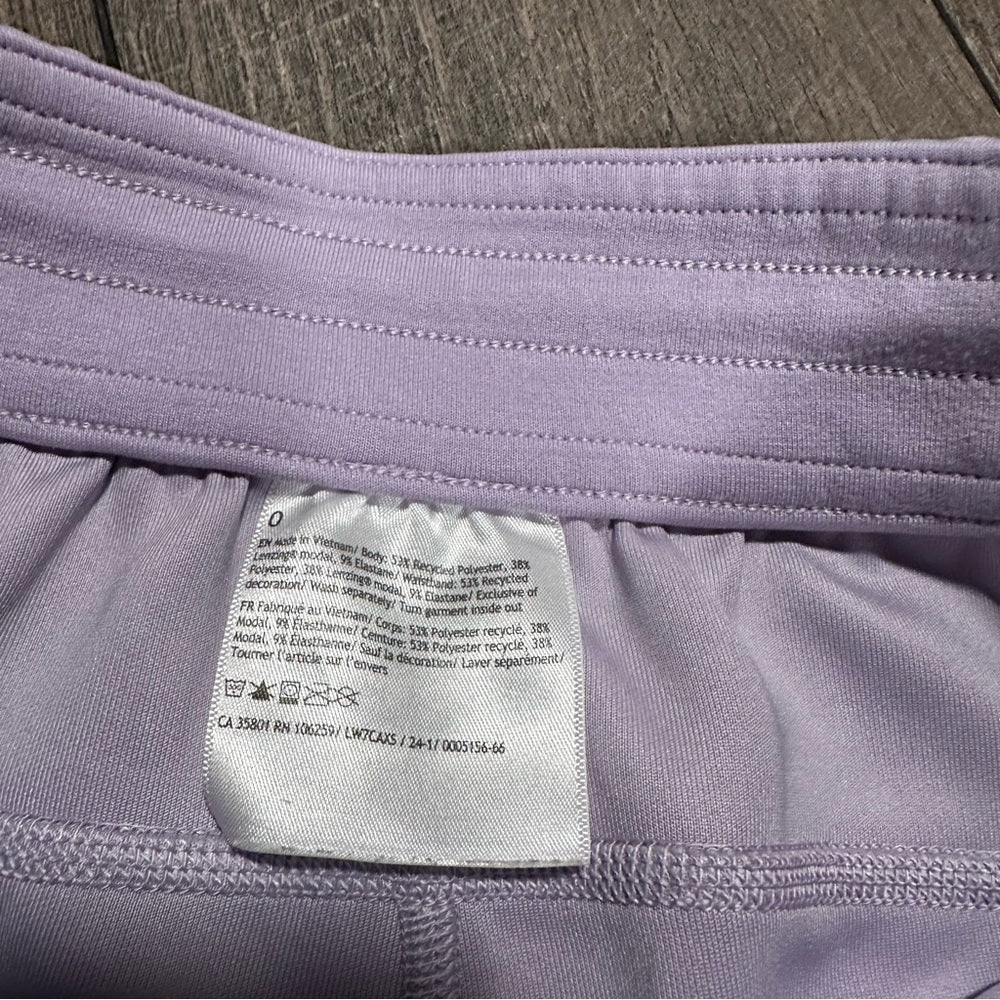 0
EN Made in Vietnam/ Body: 53% Recycled Polyester, 38%
Lenzing® modal, 9% Elastane/ Waistband: 53% Recycled
Polyester, 38% Lenzing® modal, 9% Elastane/ Exclusive of
decoration/ Wash separately/ Turn garment inside out
FR Fabriqué au Vietnam/ Corps: 53% Polyester recyclé, 38%
Modal, 9% Élasthanne/ Ceinture: 53% Polyester recyclé, 38%
Modal, 9% Élasthanne/ Sauf la décoration/ Laver séparément/
Tourner l'article sur l'envers
CA 35801 RN 106259/ LW7CAXS / 24-1/ 0005156-66